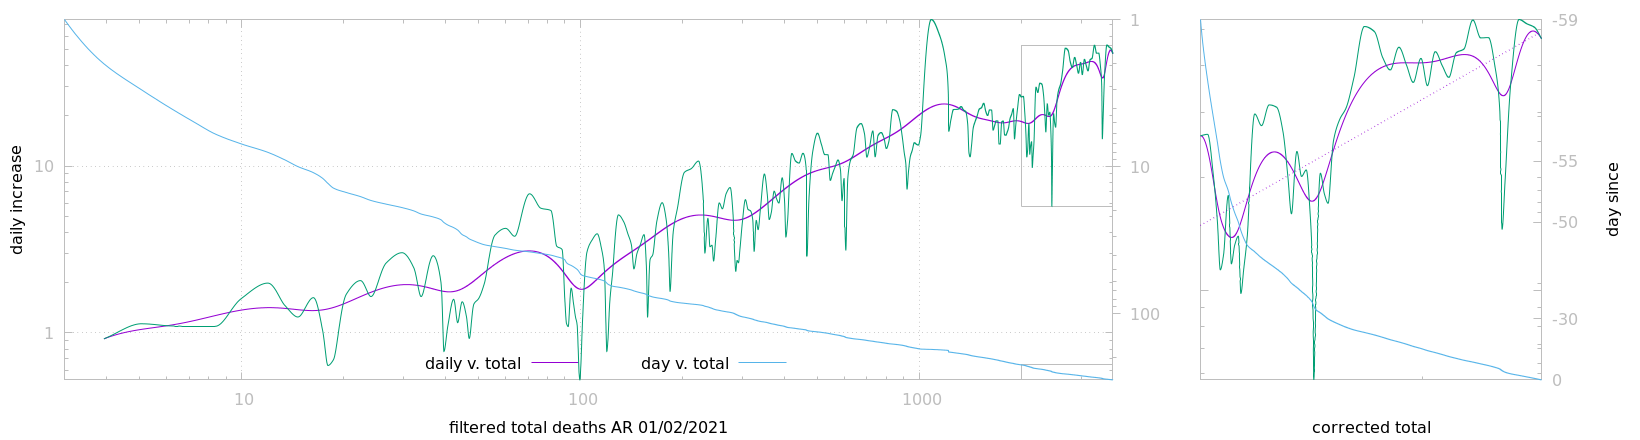 daily increase
10
1
daily v. total
day v. total
10
100
1000
filtered total deaths AR 01/02/2021
1
10
100
-59
-55
-50
-30
0
day since
corrected total